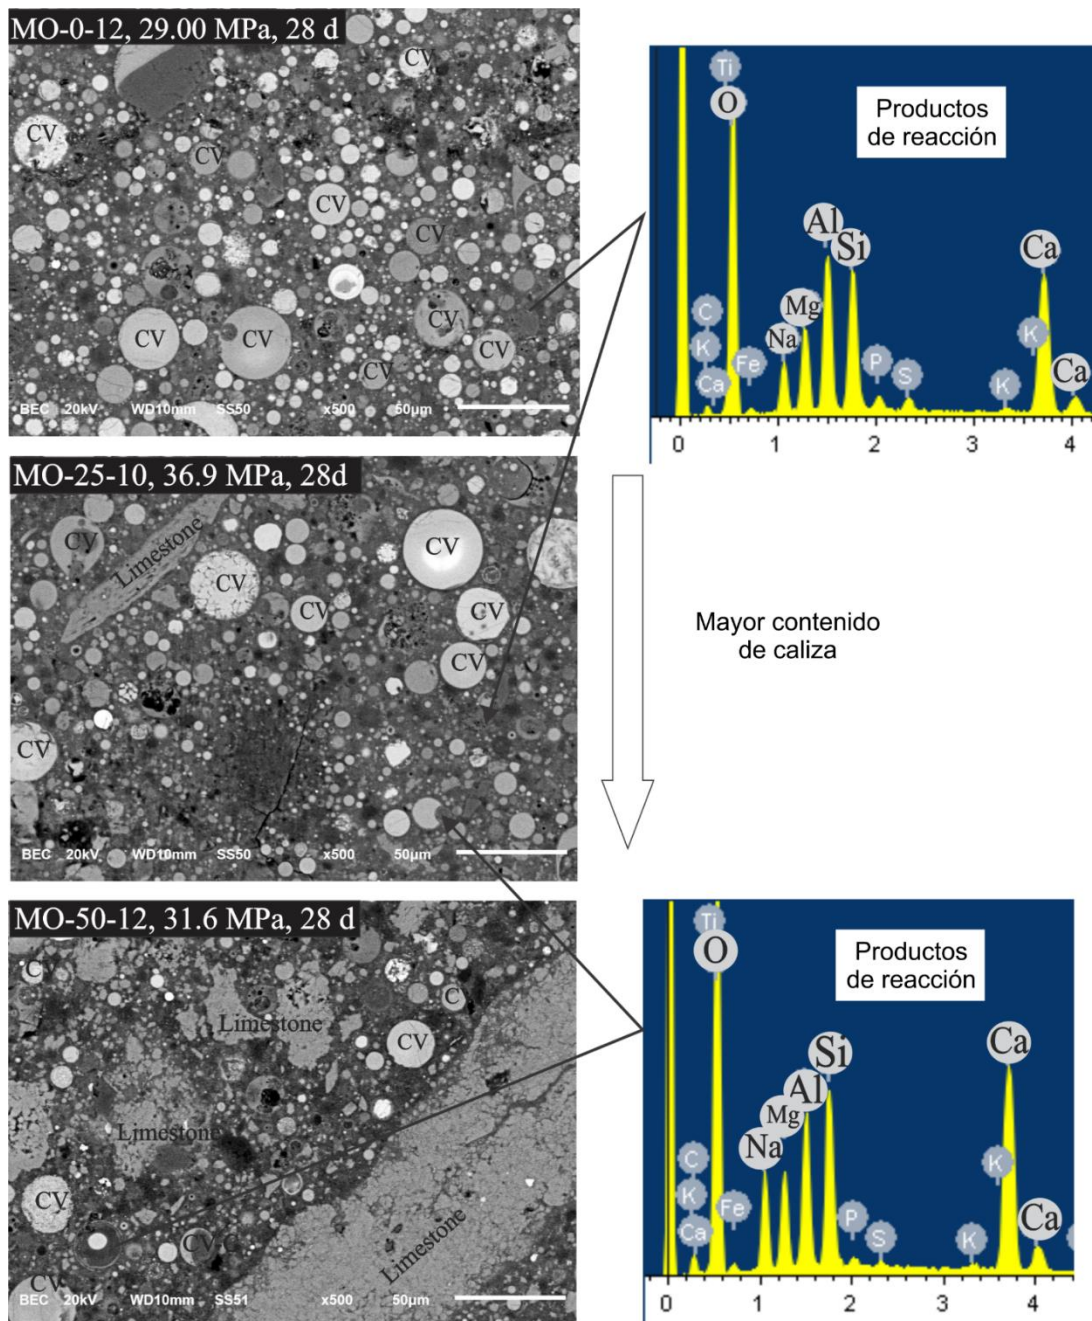 MO-0-12, 29.00 MPa, 28 d
CV
CV
CV
CV
CV
CV
CV
CV
CV
CV
BEC 20kV WD10mm SS50 x500 50µm
Ti
O
Productos
de reacción
Al
Si
Ca
Mg
Na
C
K
Ca
Fe
P
S
K
K
Ca
0 1 2 3 4
MO-25-10, 36.9 MPa, 28d
CV
Limestone
CV
CV
CV
CV
CV
CV
BEC 20kV WD10mm SS50 x500 50µm
Mayor contenido
de caliza
MO-50-12, 31.6 MPa, 28 d
CV
Limestone
C
CV
Limestone
CV
Limestone
CV
BEC 20kV WD10mm SS51 x500 50µm
Ti
O
Productos
de reacción
Si
Ca
Al
Mg
Na
C
K
Ca
Fe
P
S
K
K
Ca
0 1 2 3 4